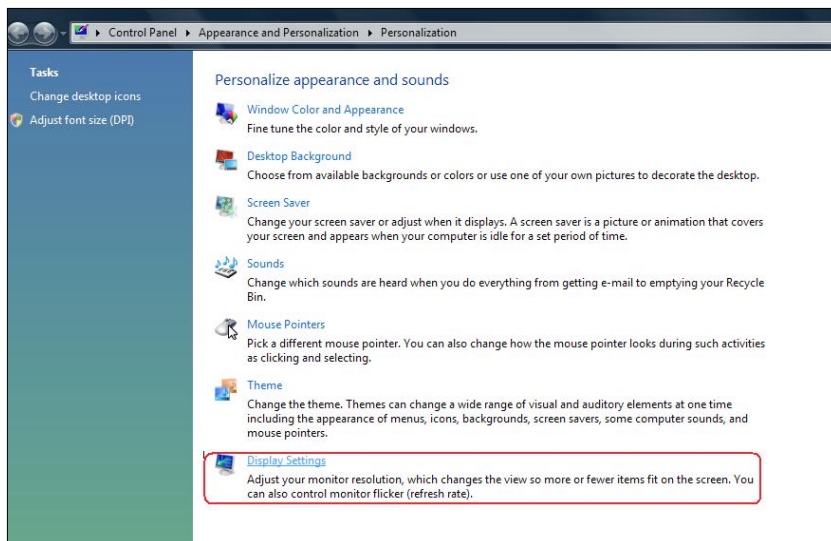 Control Panel ▸ Appearance and Personalization ▸ Personalization
Tasks
Change desktop icons
Adjust font size (DPI)
Personalize appearance and sounds
Window Color and Appearance
Fine tune the color and style of your windows.
Desktop Background
Choose from available backgrounds or colors or use one of your own pictures to decorate the desktop.
Screen Saver
Change your screen saver or adjust when it displays. A screen saver is a picture or animation that covers
your screen and appears when your computer is idle for a set period of time.
Sounds
Change which sounds are heard when you do everything from getting e-mail to emptying your Recycle
Bin.
Mouse Pointers
Pick a different mouse pointer. You can also change how the mouse pointer looks during such activities
as clicking and selecting.
Theme
Change the theme. Themes can change a wide range of visual and auditory elements at one time
including the appearance of menus, icons, backgrounds, screen savers, some computer sounds, and
mouse pointers.
Display Settings
Adjust your monitor resolution, which changes the view so more or fewer items fit on the screen. You
can also control monitor flicker (refresh rate).